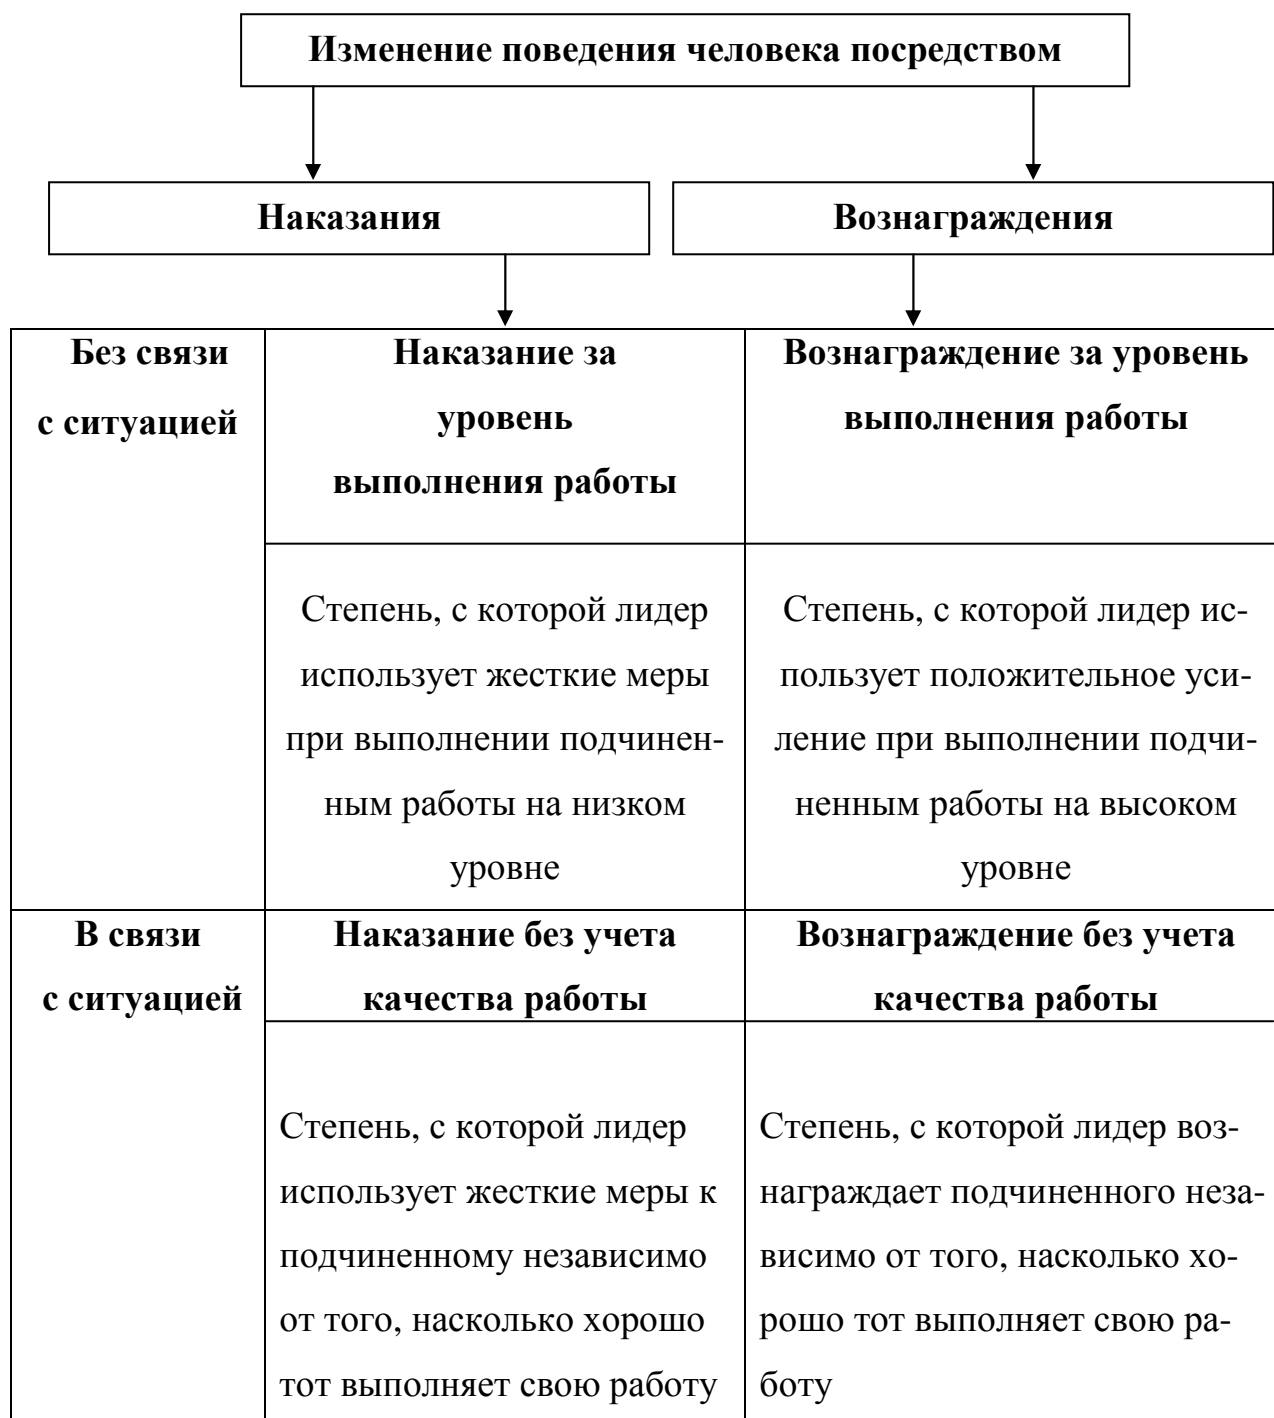 Изменение поведения человека посредством
Наказания
Вознаграждения
Без связи
с ситуацией
Наказание за
уровень
выполнения работы
Вознаграждение за уровень
выполнения работы
Степень, с которой лидер
использует жесткие меры
при выполнении подчинен-
ным работы на низком
уровне
Степень, с которой лидер ис-
пользует положительное уси-
ление при выполнении подчи-
ненным работы на высоком
уровне
В связи
с ситуацией
Наказание без учета
качества работы
Вознаграждение без учета
качества работы
Степень, с которой лидер
использует жесткие меры к
подчиненному независимо
от того, насколько хорошо
тот выполняет свою работу
Степень, с которой лидер воз-
награждает подчиненного неза-
висимо от того, насколько хо-
рошо тот выполняет свою ра-
боту